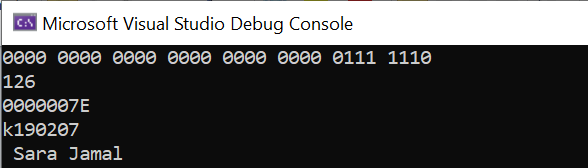 Microsoft Visual Studio Debug Console
0000 0000 0000 0000 0000 0000 0111 1110
126
0000007E
k190207
 Sara Jamal